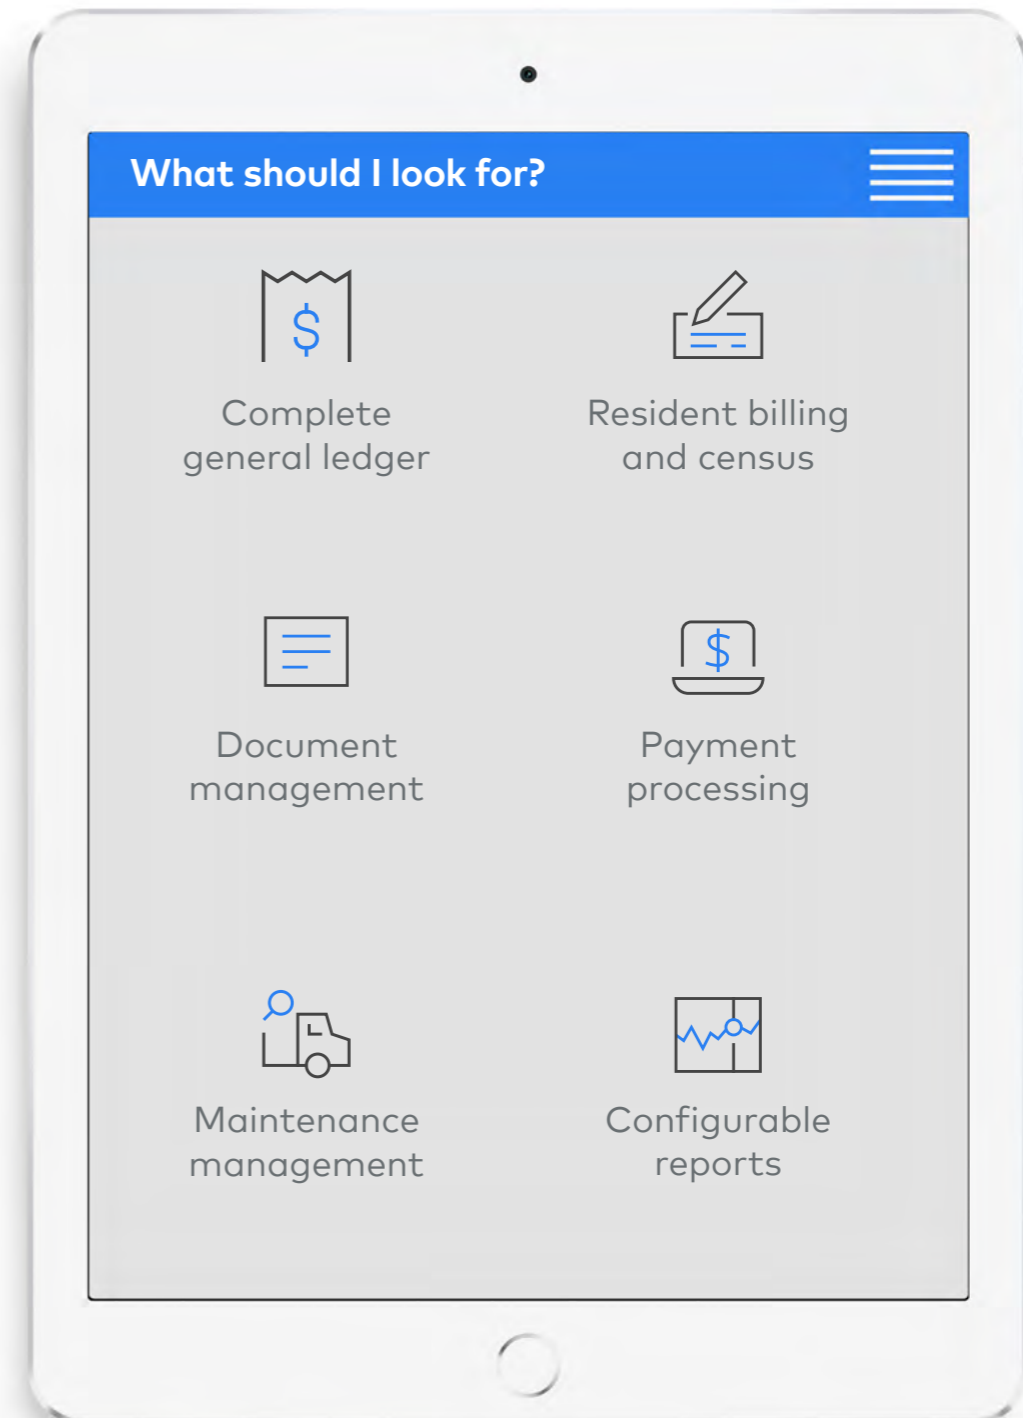 What should I look for?
$
Complete
general ledger
Resident billing
and census
Document
management
$
Payment
processing
Maintenance
management
Configurable
reports